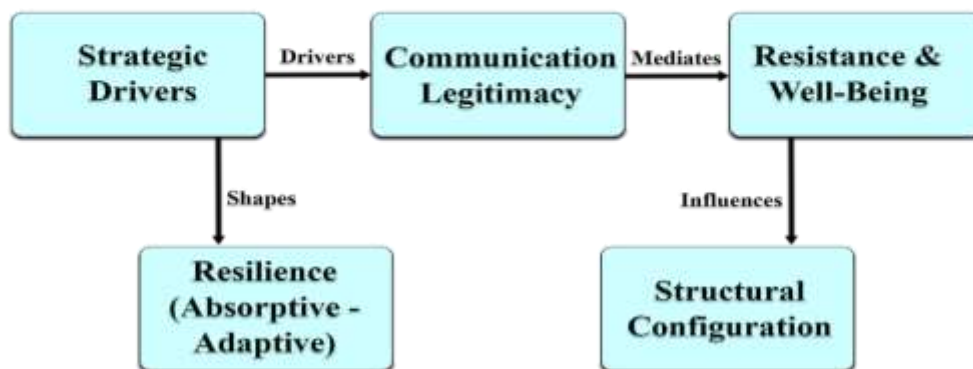 Strategic
Drivers
Drivers
Communication
Legitimacy
Mediates
Resistance &
Well-Being
Shapes
Influences
Resilience
(Absorptive -
Adaptive)
Structural
Configuration